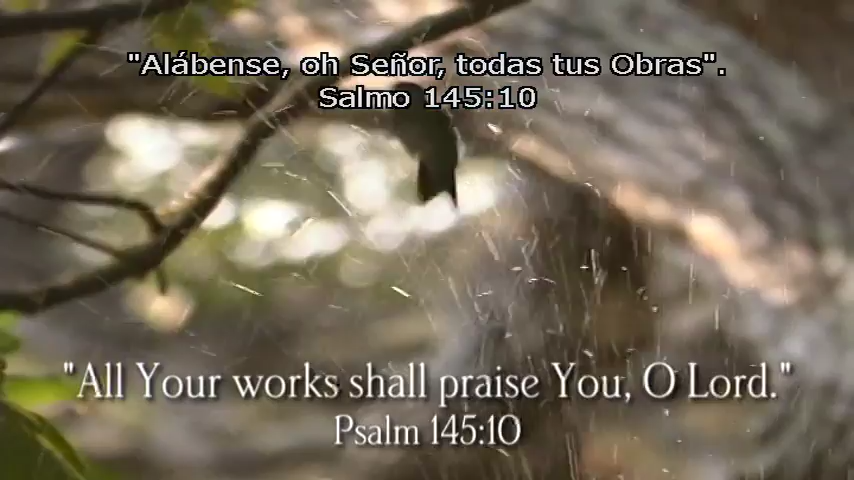 "Alábense, oh Señor, todas tus Obras".
Salmo 145:10
"All Your works shall praise You, O Lord."
Psalm 145:10